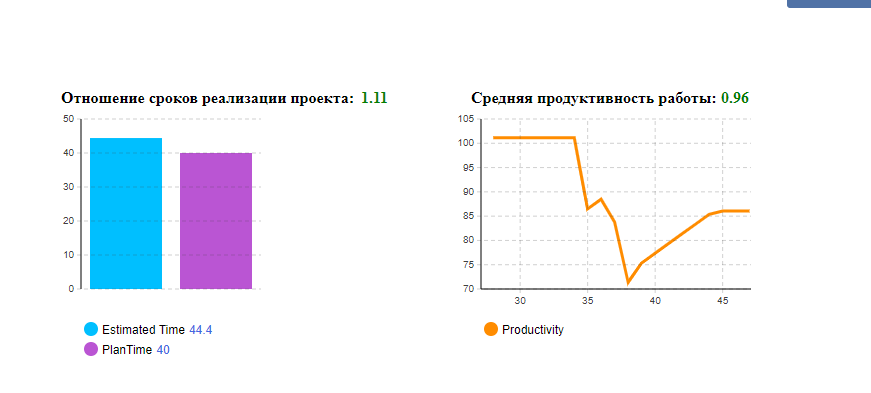 Отношение сроков реализации проекта: 1.11
50
40
30
20
10
0
Estimated Time 44.4
PlanTime 40
Средняя продуктивность работы: 0.96
105
100
95
90
85
80
75
70
30 35 40 45
Productivity